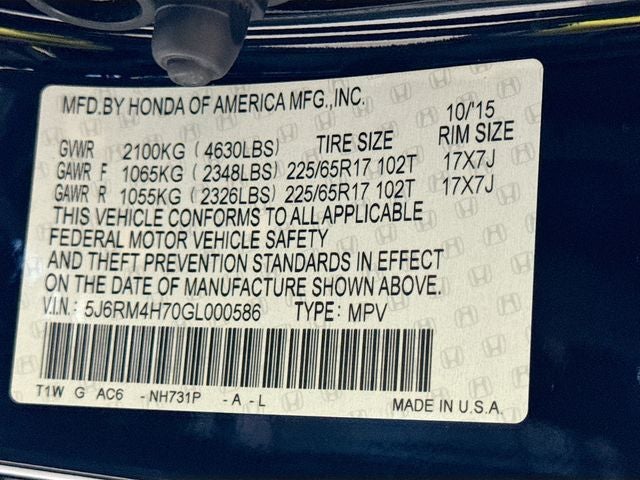 MFD.BY HONDA OF AMERICA MFG.,INC. 10/'15
GVWR 2100KG (4630LBS) TIRE SIZE RIM SIZE
GAWR F 1065KG (2348LBS) 225/65R17 102T 17X7J
GAWR R 1055KG (2326LBS) 225/65R17 102T 17X7J
THIS VEHICLE CONFORMS TO ALL APPLICABLE
FEDERAL MOTOR VEHICLE SAFETY
AND THEFT PREVENTION STANDARDS IN EFFECT
ON THE DATE OF MANUFACTURE SHOWN ABOVE.
V.I.N.: 5J6RM4H70GL000586 TYPE: MPV
T1W G AC6 -NH731P -A-L MADE IN U.S.A.